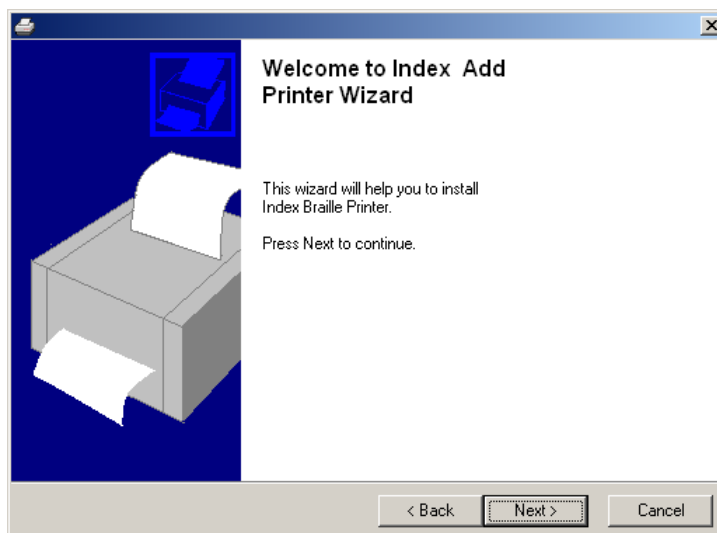 Welcome to Index  Add
Printer Wizard
This wizard will help you to install
Index Braille Printer.
Press Next to continue.
< Back
Next >
Cancel